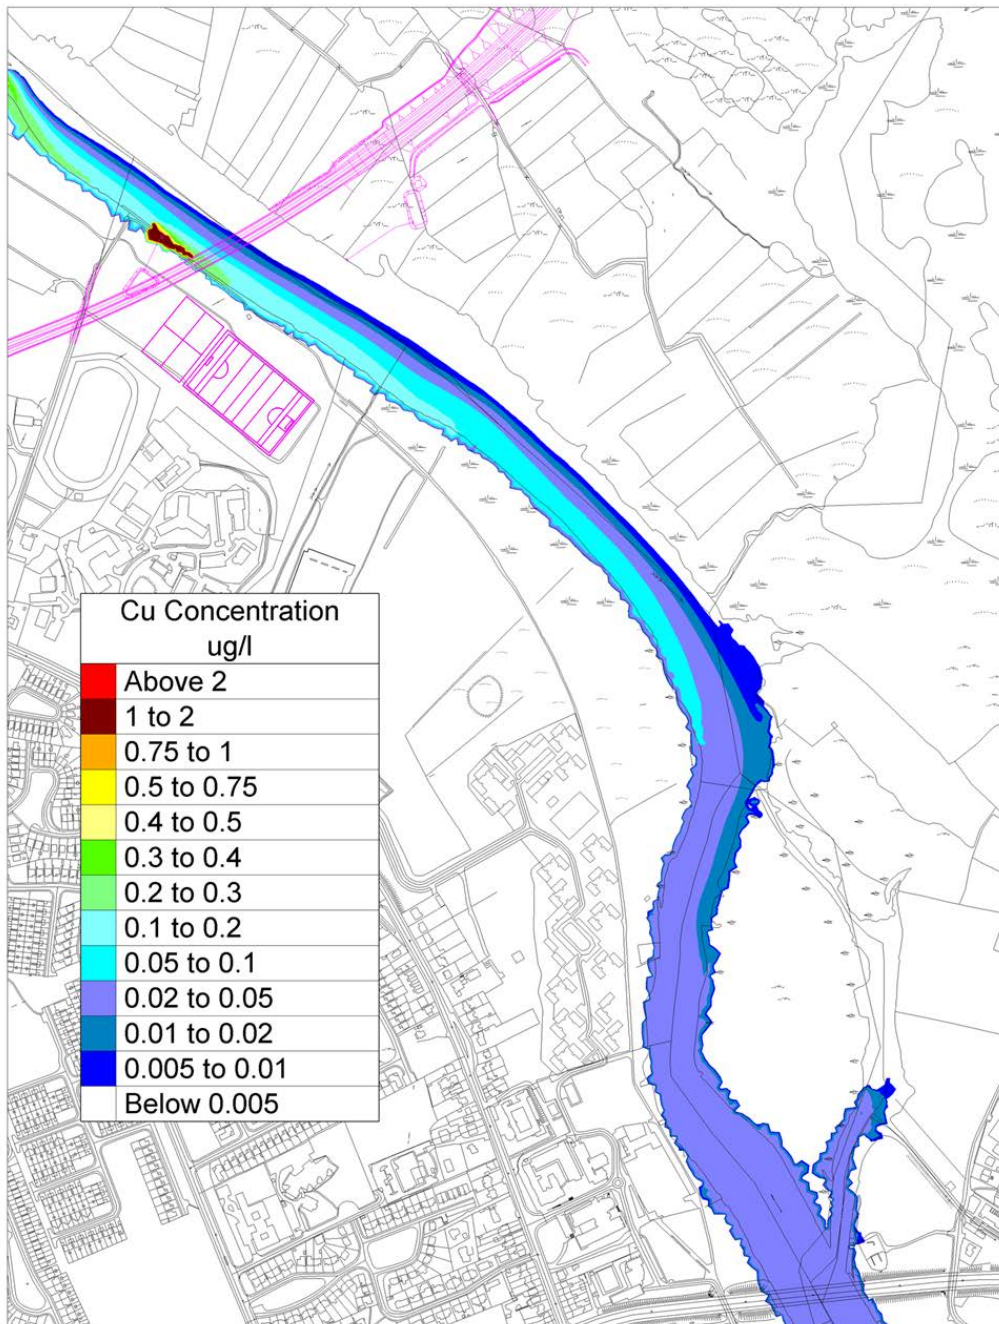 Cu Concentration
ug/l
Above 2
1 to 2
0.75 to 1
0.5 to 0.75
0.4 to 0.5
0.3 to 0.4
0.2 to 0.3
0.1 to 0.2
0.05 to 0.1
0.02 to 0.05
0.01 to 0.02
0.005 to 0.01
Below 0.005